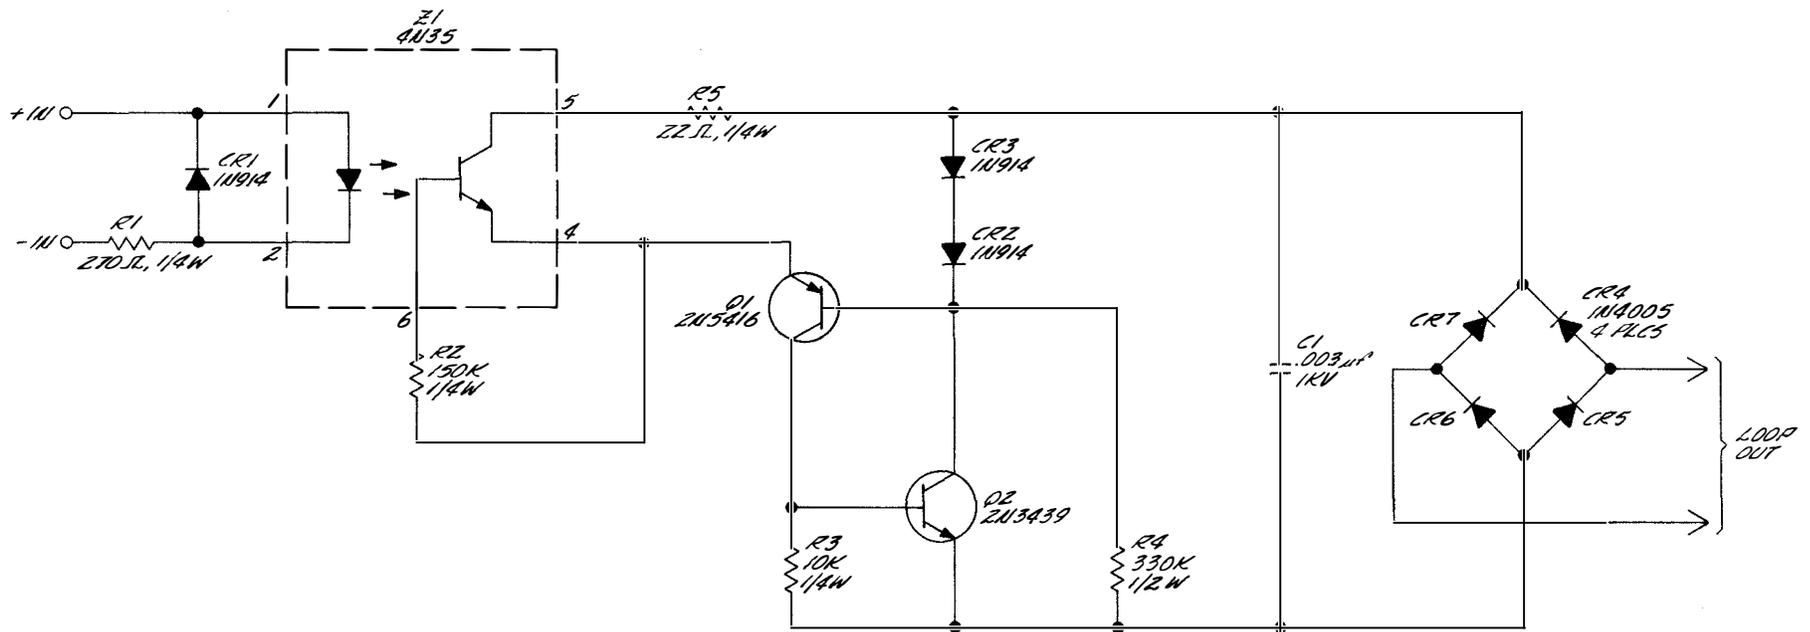 Z1
4N35
+IN
1
CR1
1N914
-IN
R1
270Ω, 1/4W
2
5
4
6
R5
22Ω, 1/4W
CR3
1N914
CR2
1N914
Q1
2N5416
R2
150K
1/4W
CR7
CR4
1N4005
4 PLCS
C1
.003µf
1KV
CR6
CR5
LOOP
OUT
Q2
2N3439
R3
10K
1/4W
R4
330K
1/2W